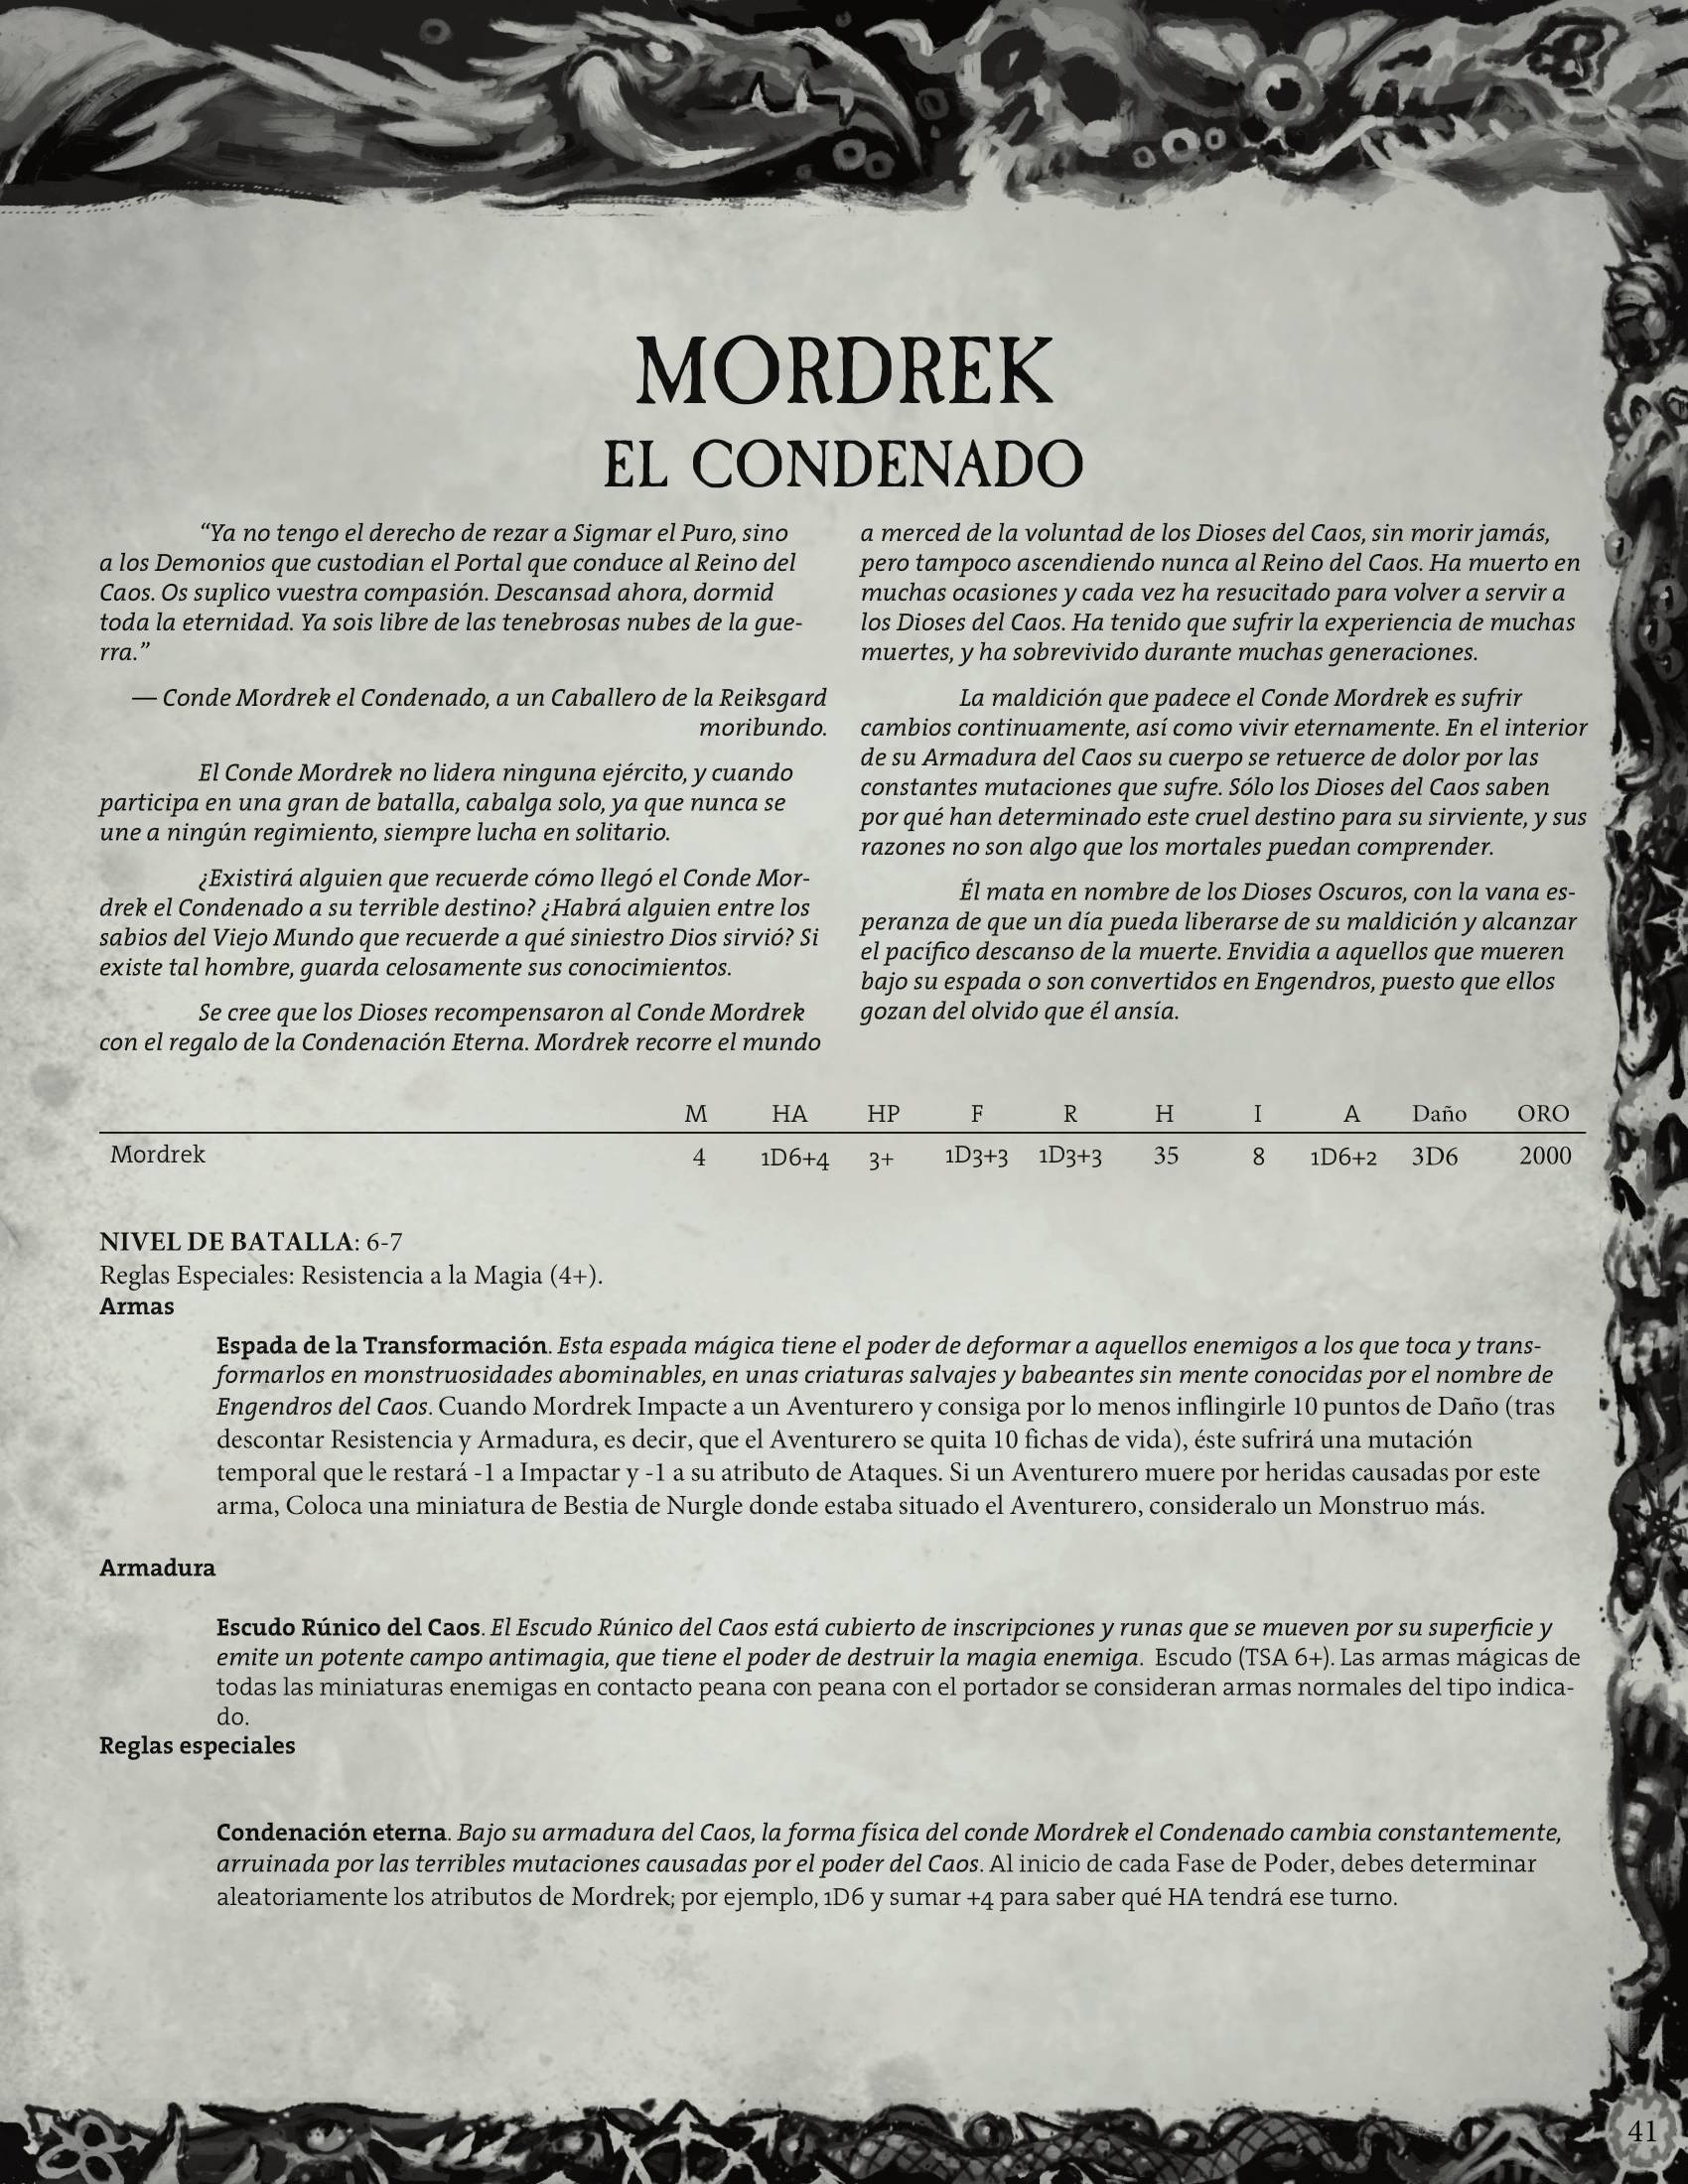 MORDREK
EL CONDENADO
“Ya no tengo el derecho de rezar a Sigmar el Puro, sino
a los Demonios que custodian el Portal que conduce al Reino del
Caos. Os suplico vuestra compasión. Descansad ahora, dormid
toda la eternidad. Ya sois libre de las tenebrosas nubes de la gue-
rra.”
— Conde Mordrek el Condenado, a un Caballero de la Reiksgard
moribundo.
El Conde Mordrek no lidera ninguna ejército, y cuando
participa en una gran de batalla, cabalga solo, ya que nunca se
une a ningún regimiento, siempre lucha en solitario.
¿Existirá alguien que recuerde cómo llegó el Conde Mor-
drek el Condenado a su terrible destino? ¿Habrá alguien entre los
sabios del Viejo Mundo que recuerde a qué siniestro Dios sirvió? Si
existe tal hombre, guarda celosamente sus conocimientos.
Se cree que los Dioses recompensaron al Conde Mordrek
con el regalo de la Condenación Eterna. Mordrek recorre el mundo
a merced de la voluntad de los Dioses del Caos, sin morir jamás,
pero tampoco ascendiendo nunca al Reino del Caos. Ha muerto en
muchas ocasiones y cada vez ha resucitado para volver a servir a
los Dioses del Caos. Ha tenido que sufrir la experiencia de muchas
muertes, y ha sobrevivido durante muchas generaciones.
La maldición que padece el Conde Mordrek es sufrir
cambios continuamente, así como vivir eternamente. En el interior
de su Armadura del Caos su cuerpo se retuerce de dolor por las
constantes mutaciones que sufre. Sólo los Dioses del Caos saben
por qué han determinado este cruel destino para su sirviente, y sus
razones no son algo que los mortales puedan comprender.
Él mata en nombre de los Dioses Oscuros, con la vana es-
peranza de que un día pueda liberarse de su maldición y alcanzar
el pacífico descanso de la muerte. Envidia a aquellos que mueren
bajo su espada o son convertidos en Engendros, puesto que ellos
gozan del olvido que él ansía.
M HA HP F R H I A Daño ORO
Mordrek 4 1D6+4 3+ 1D3+3 1D3+3 35 8 1D6+2 3D6 2000
NIVEL DE BATALLA: 6-7
Reglas Especiales: Resistencia a la Magia (4+).
Armas
Espada de la Transformación. Esta espada mágica tiene el poder de deformar a aquellos enemigos a los que toca y trans-
formarlos en monstruosidades abominables, en unas criaturas salvajes y babeantes sin mente conocidas por el nombre de
Engendros del Caos. Cuando Mordrek Impacte a un Aventurero y consiga por lo menos inflingirle 10 puntos de Daño (tras
descontar Resistencia y Armadura, es decir, que el Aventurero se quita 10 fichas de vida), éste sufrirá una mutación
temporal que le restará -1 a Impactar y -1 a su atributo de Ataques. Si un Aventurero muere por heridas causadas por este
arma, Coloca una miniatura de Bestia de Nurgle donde estaba situado el Aventurero, consideralo un Monstruo más.
Armadura
Escudo Rúnico del Caos. El Escudo Rúnico del Caos está cubierto de inscripciones y runas que se mueven por su superficie y
emite un potente campo antimagia, que tiene el poder de destruir la magia enemiga. Escudo (TSA 6+). Las armas mágicas de
todas las miniaturas enemigas en contacto peana con peana con el portador se consideran armas normales del tipo indica-
do.
Reglas especiales
Condenación eterna. Bajo su armadura del Caos, la forma física del conde Mordrek el Condenado cambia constantemente,
arruinada por las terribles mutaciones causadas por el poder del Caos. Al inicio de cada Fase de Poder, debes determinar
aleatoriamente los atributos de Mordrek; por ejemplo, 1D6 y sumar +4 para saber qué HA tendrá ese turno.
41